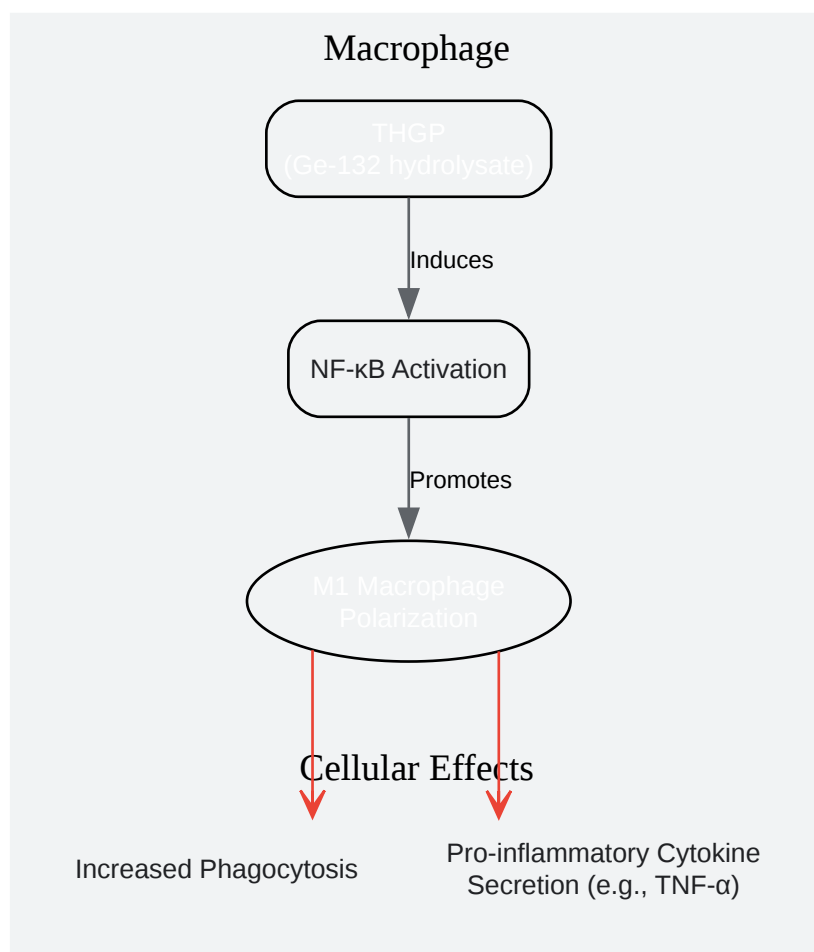 Macrophage
THGP
(Ge-132 hydrolysate)
Induces
NF-κB Activation
Promotes
M1 Macrophage
Polarization
Cellular Effects
Increased Phagocytosis
Pro-inflammatory Cytokine
Secretion (e.g., TNF-α)